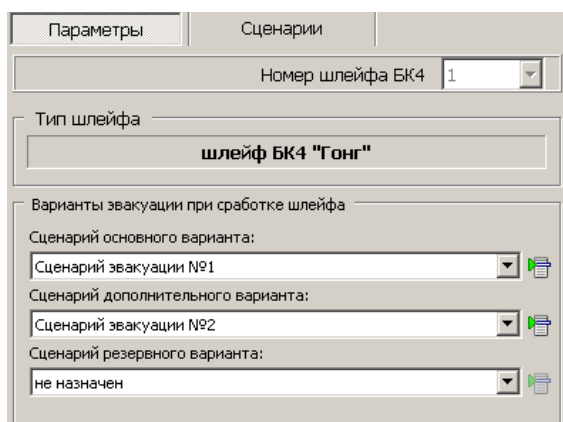 Параметры
Сценарии
Номер шлейфа БК4 1
Тип шлейфа
шлейф БК4 "Гонг"
Варианты эвакуации при сработке шлейфа
Сценарий основного варианта:
Сценарий эвакуации №1
Сценарий дополнительного варианта:
Сценарий эвакуации №2
Сценарий резервного варианта:
не назначен